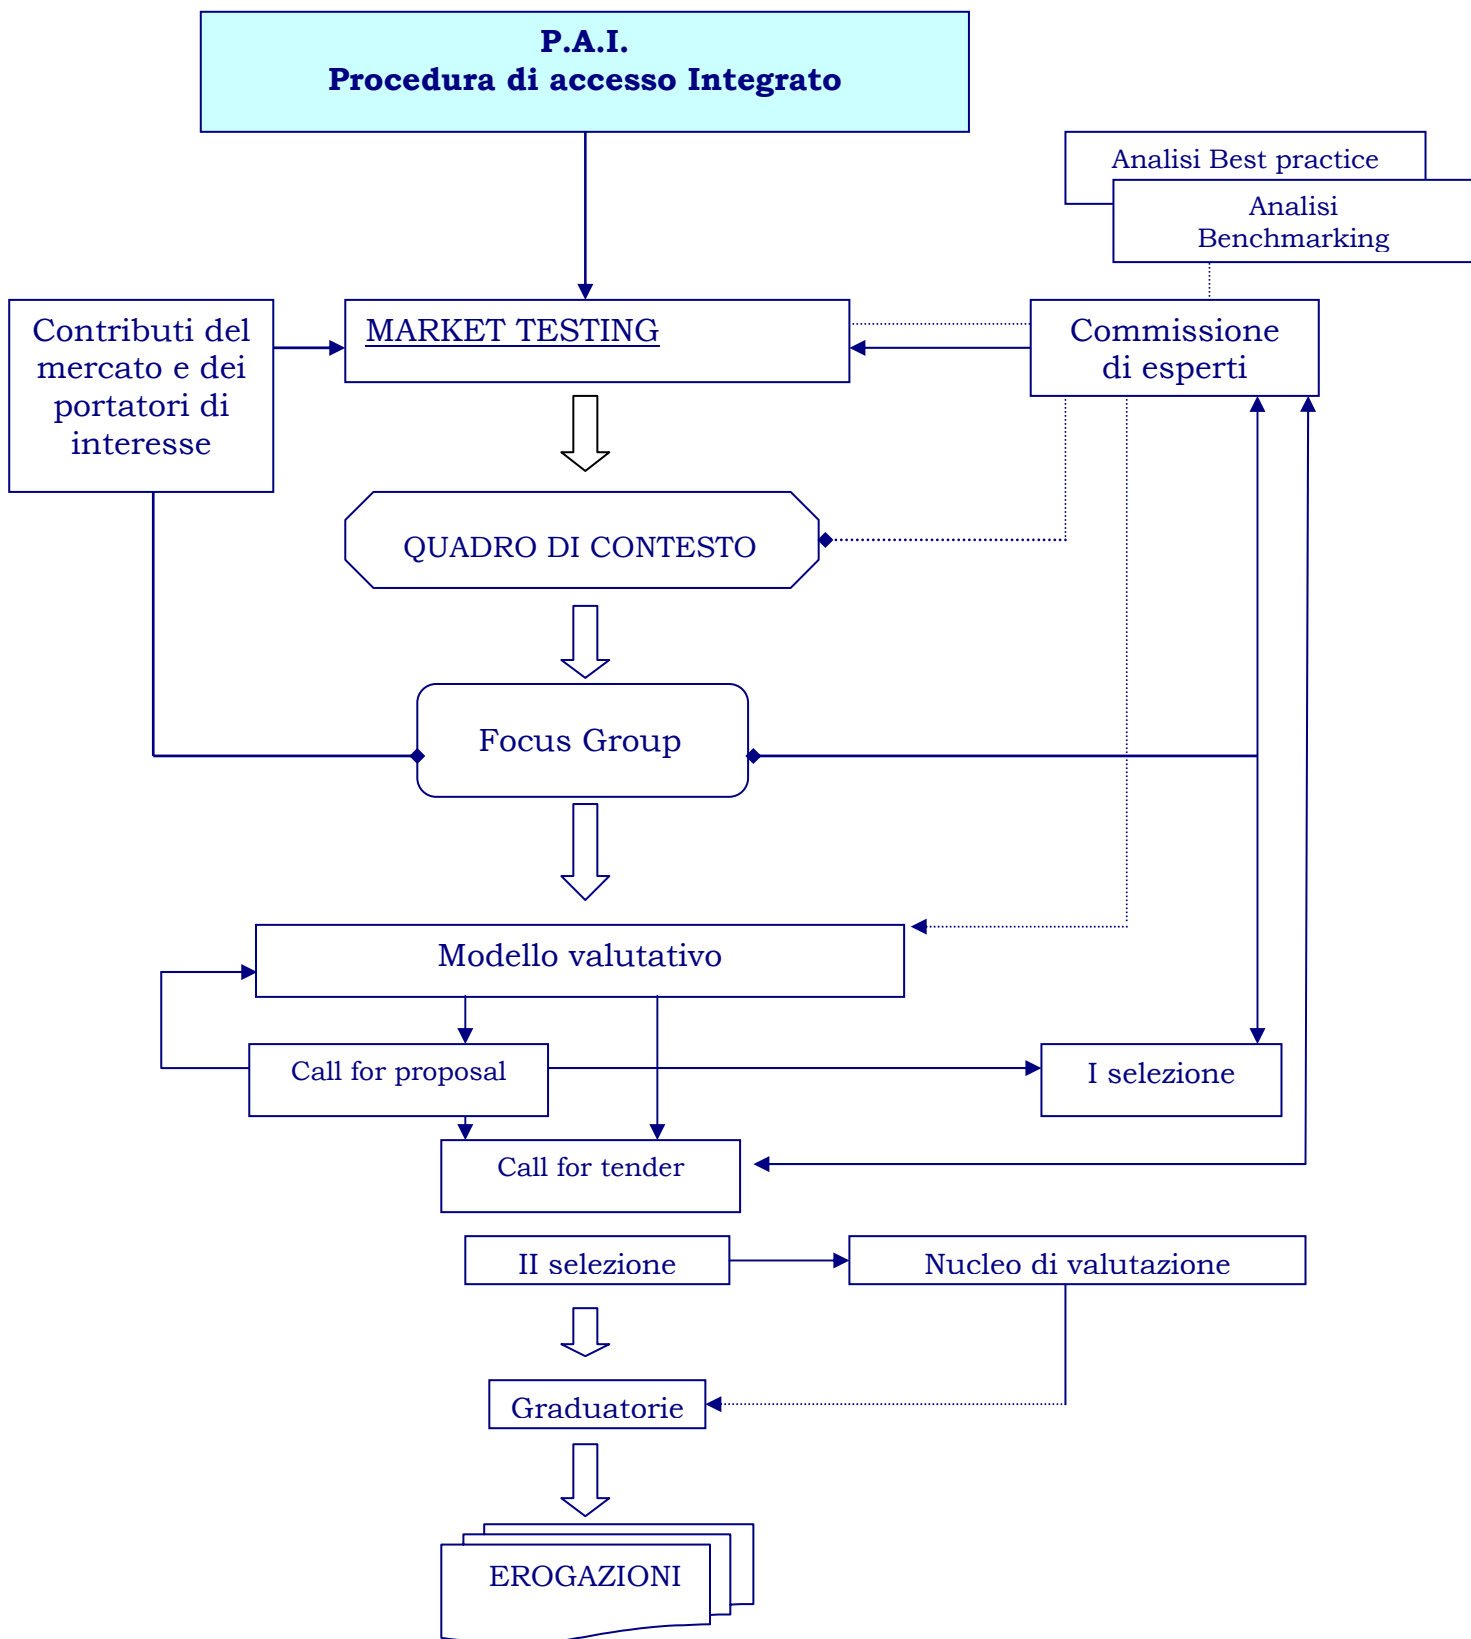 P.A.I.
Procedura di accesso Integrato
Analisi Best practice
Analisi
Benchmarking
Contributi del
mercato e dei
portatori di
interesse
MARKET TESTING
Commissione
di esperti
QUADRO DI CONTESTO
Focus Group
Modello valutativo
Call for proposal
I selezione
Call for tender
II selezione
Nucleo di valutazione
Graduatorie
EROGAZIONI